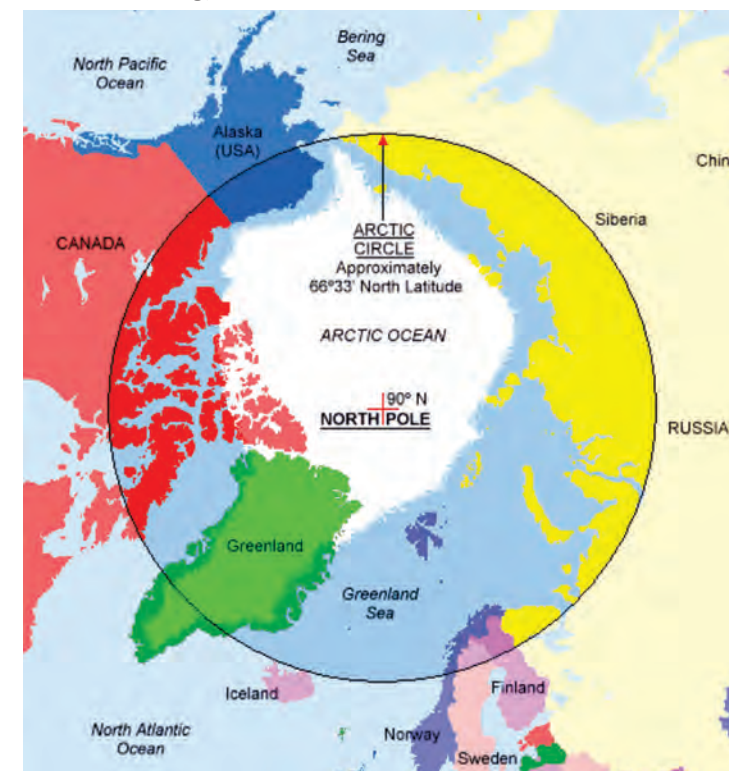 Bering
Sea
North Pacific
Ocean
Alaska
(USA)
Chin
Siberia
CANADA
ARCTIC
CIRCLE
Approximately
66º33' North Latitude
ARCTIC OCEAN
90º N
NORTH POLE
RUSSIA
Greenland
Greenland
Sea
Iceland
Finland
North Atlantic
Ocean
Norway
Sweden